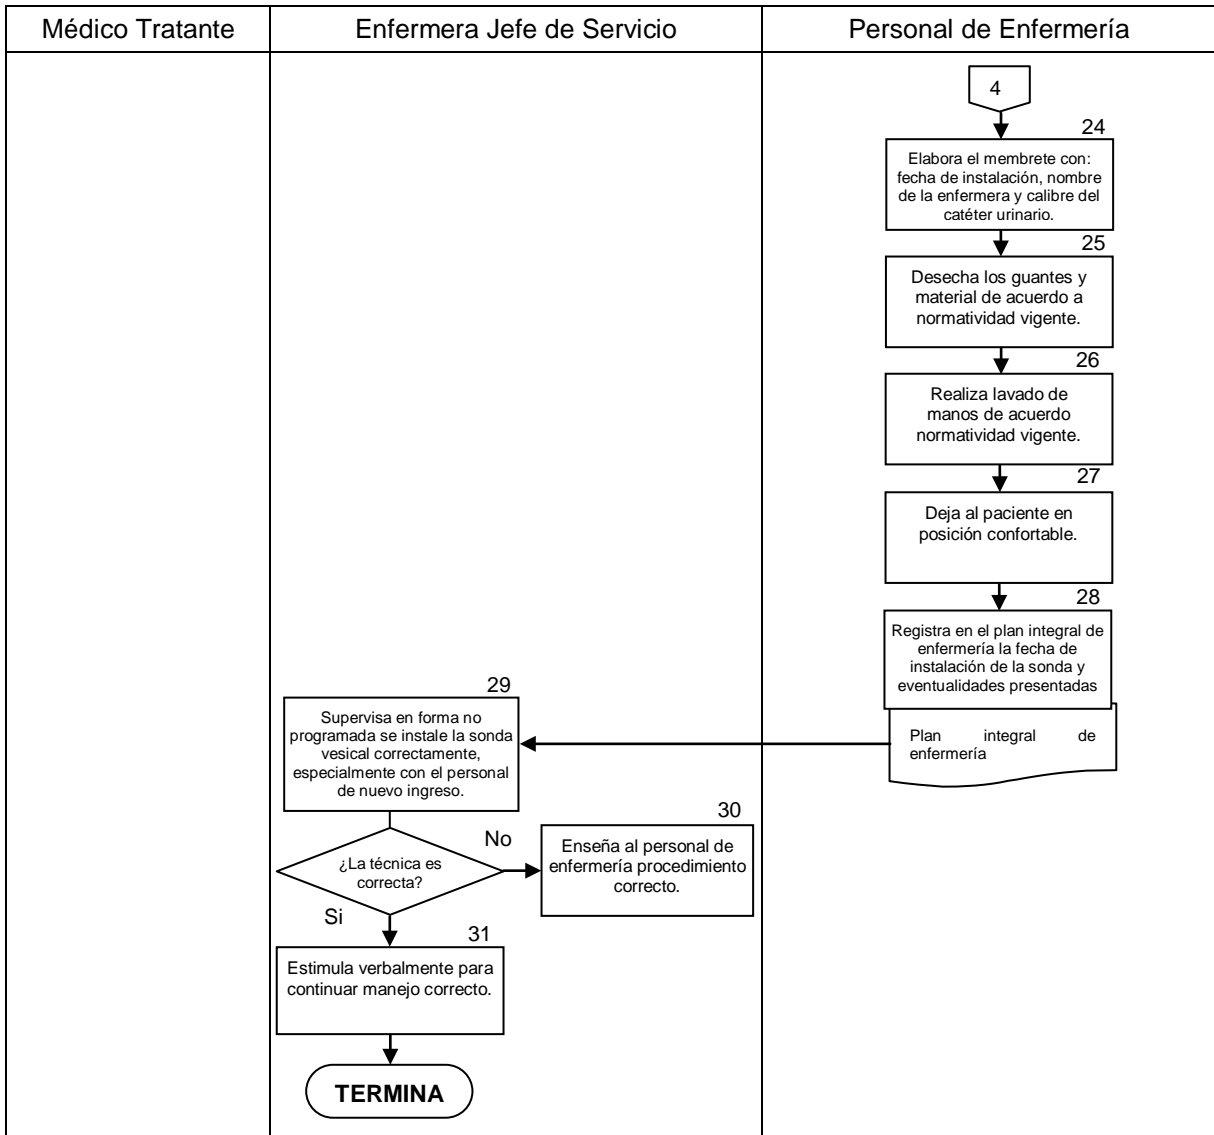 Médico Tratante
Enfermera Jefe de Servicio
Personal de Enfermería
4
24
Elabora el membrete con:
fecha de instalación, nombre
de la enfermera y calibre del
catéter urinario.
25
Desecha los guantes y
material de acuerdo a
normatividad vigente.
26
Realiza lavado de
manos de acuerdo
normatividad vigente.
27
Deja al paciente en
posición confortable.
28
Registra en el plan integral de
enfermería la fecha de
instalación de la sonda y
eventualidades presentadas
Plan integral de
enfermería
29
Supervisa en forma no
programada se instale la sonda
vesical correctamente,
especialmente con el personal
de nuevo ingreso.
¿La técnica es
correcta?
No
30
Enseña al personal de
enfermería procedimiento
correcto.
Si
31
Estimula verbalmente para
continuar manejo correcto.
TERMINA